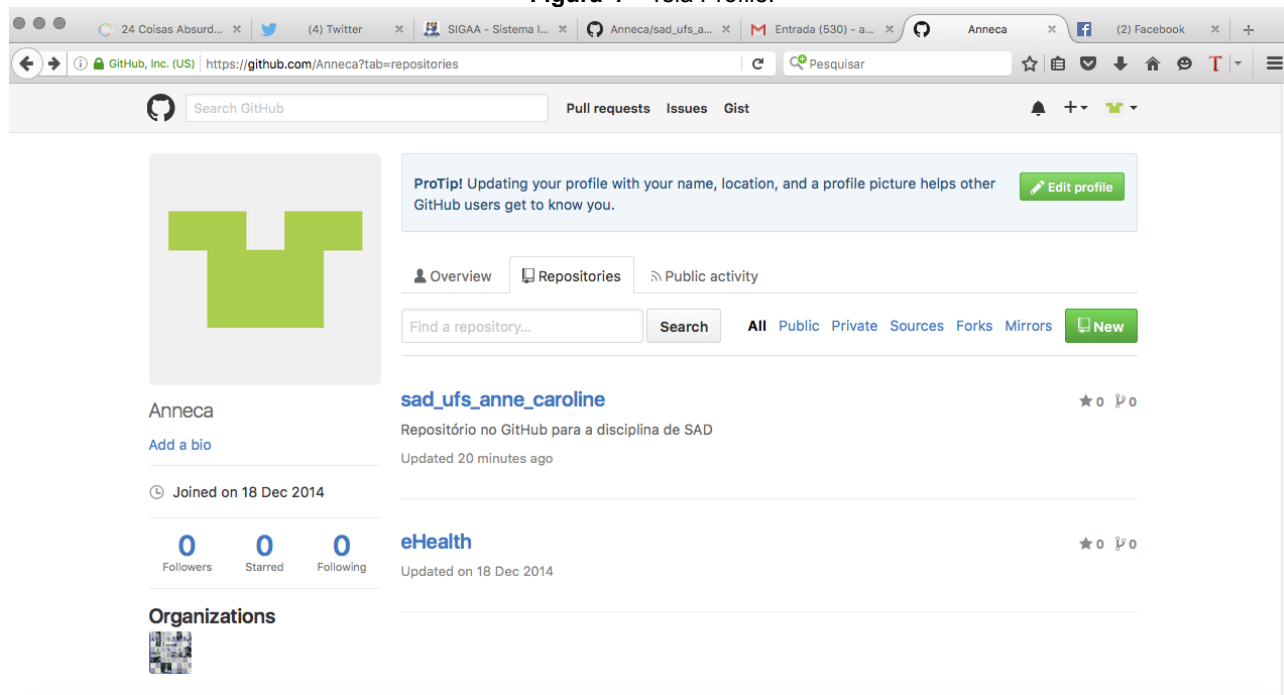 24 Coisas Absurd...
(4) Twitter
SIGAA - Sistema I...
Anneca/sad_ufs_a...
Entrada (530) - a...
Anneca
(2) Facebook
GitHub, Inc. (US)
https://github.com/Anneca?tab=repositories
Pesquisar
Search GitHub
Pull requests Issues Gist
ProTip! Updating your profile with your name, location, and a profile picture helps other
GitHub users get to know you.
Edit profile
Overview
Repositories
Public activity
Find a repository...
Search
All Public Private Sources Forks Mirrors
New
Anneca
Add a bio
Joined on 18 Dec 2014
0 0 0
Followers Starred Following
Organizations
sad_ufs_anne_caroline
0 0
Repositório no GitHub para a disciplina de SAD
Updated 20 minutes ago
eHealth
0 0
Updated on 18 Dec 2014